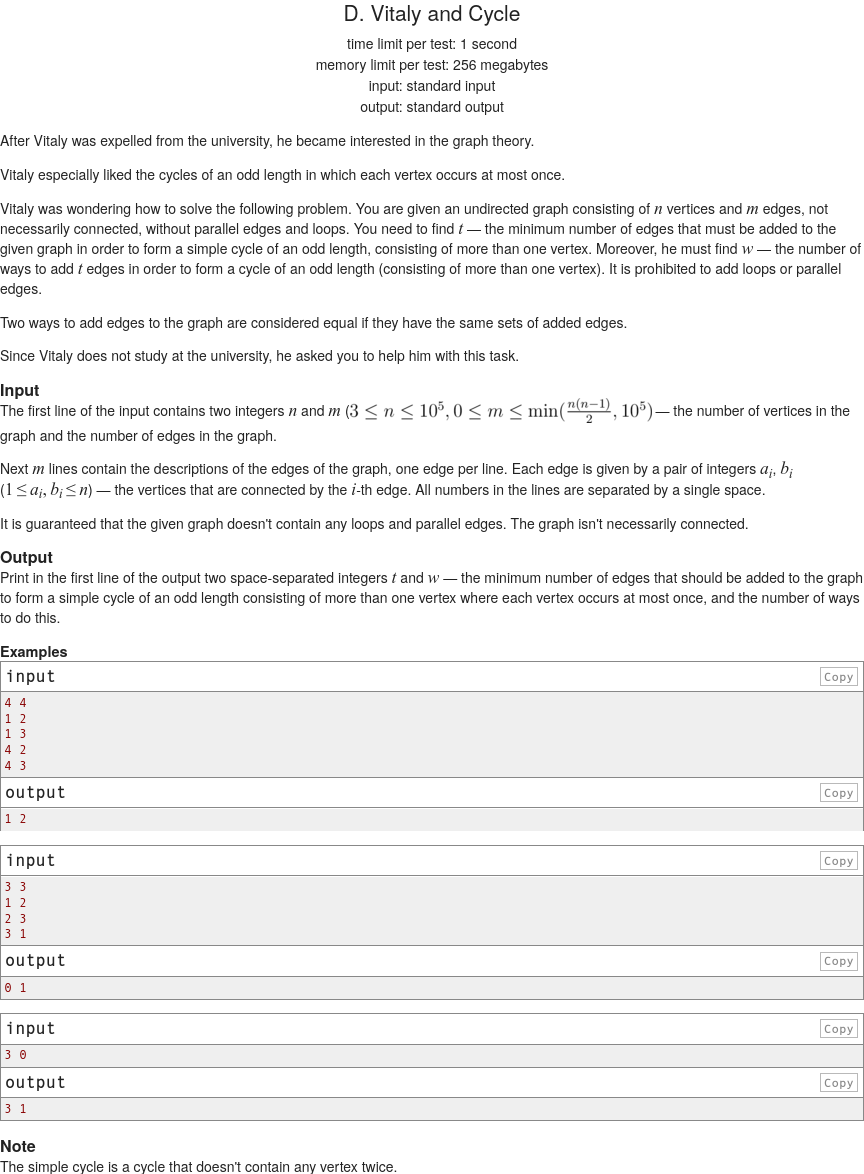 D. Vitaly and Cycle
time limit per test: 1 second
memory limit per test: 256 megabytes
input: standard input
output: standard output
After Vitaly was expelled from the university, he became interested in the graph theory.
Vitaly especially liked the cycles of an odd length in which each vertex occurs at most once.
Vitaly was wondering how to solve the following problem. You are given an undirected graph consisting of n vertices and m edges, not
necessarily connected, without parallel edges and loops. You need to find t — the minimum number of edges that must be added to the
given graph in order to form a simple cycle of an odd length, consisting of more than one vertex. Moreover, he must find w — the number of
ways to add t edges in order to form a cycle of an odd length (consisting of more than one vertex). It is prohibited to add loops or parallel
edges.
Two ways to add edges to the graph are considered equal if they have the same sets of added edges.
Since Vitaly does not study at the university, he asked you to help him with this task.
Input
The first line of the input contains two integers n and m (3 ≤ n ≤ 10^5, 0 ≤ m ≤ min(n(n−1)/2, 10^5) — the number of vertices in the
graph and the number of edges in the graph.
Next m lines contain the descriptions of the edges of the graph, one edge per line. Each edge is given by a pair of integers a_i, b_i
(1 ≤ a_i, b_i ≤ n) — the vertices that are connected by the i-th edge. All numbers in the lines are separated by a single space.
It is guaranteed that the given graph doesn't contain any loops and parallel edges. The graph isn't necessarily connected.
Output
Print in the first line of the output two space-separated integers t and w — the minimum number of edges that should be added to the graph
to form a simple cycle of an odd length consisting of more than one vertex where each vertex occurs at most once, and the number of ways
to do this.
Examples
input Copy
4 4
1 2
1 3
4 2
4 3
output Copy
1 2
input Copy
3 3
1 2
2 3
3 1
output Copy
0 1
input Copy
3 0
output Copy
3 1
Note
The simple cycle is a cycle that doesn't contain any vertex twice.